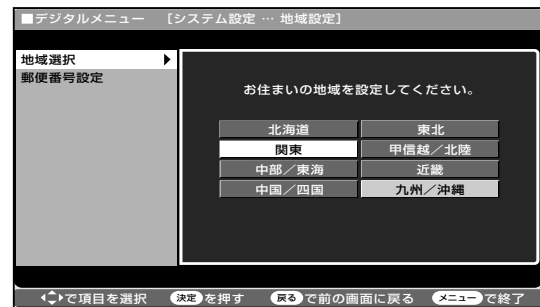 ■デジタルメニュー [システム設定 … 地域設定]
地域選択
郵便番号設定
お住まいの地域を設定してください。
北海道 東北
関東 甲信越／北陸
中部／東海 近畿
中国／四国 九州／沖縄
で項目を選択 決定を押す 戻るで前の画面に戻る メニューで終了